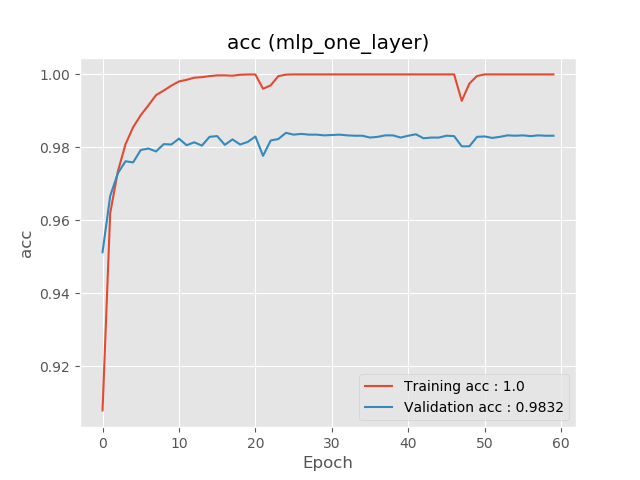 acc (mlp_one_layer)
1.00
0.98
0.96
0.94
0.92
acc
0 10 20 30 40 50 60
Epoch
Training acc : 1.0
Validation acc : 0.9832